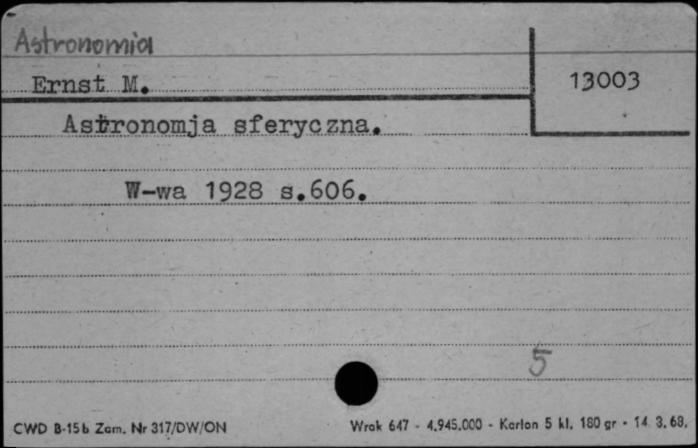 Astronomia
Ernst M.
13003
Astronomja sferyczna.
W-wa 1928 s.606.
5
CWD B-15b Zam. Nr 317/DW/ON
Wrak 647 - 4.945.000 - Karton 5 kl. 180 gr - 14 3.68.